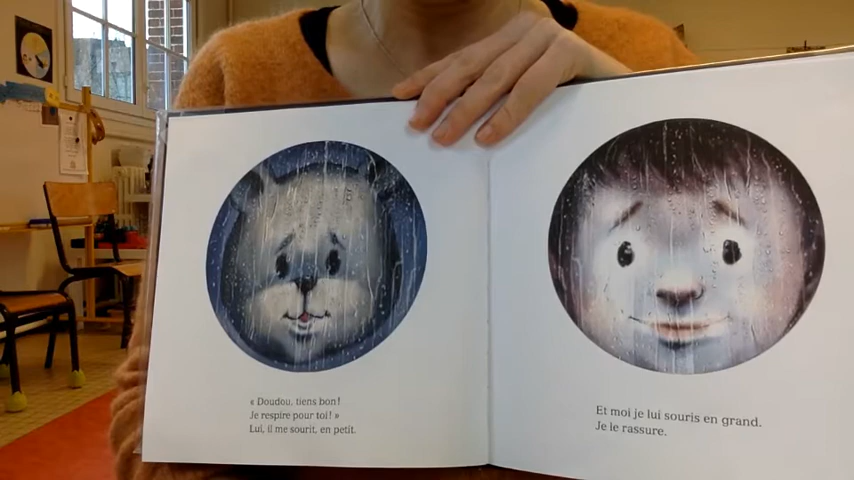 « Doudou, tiens bon!
Je respire pour toi! »
Lui, il me sourit, en petit.
Et moi je lui souris en grand.
Je le rassure.